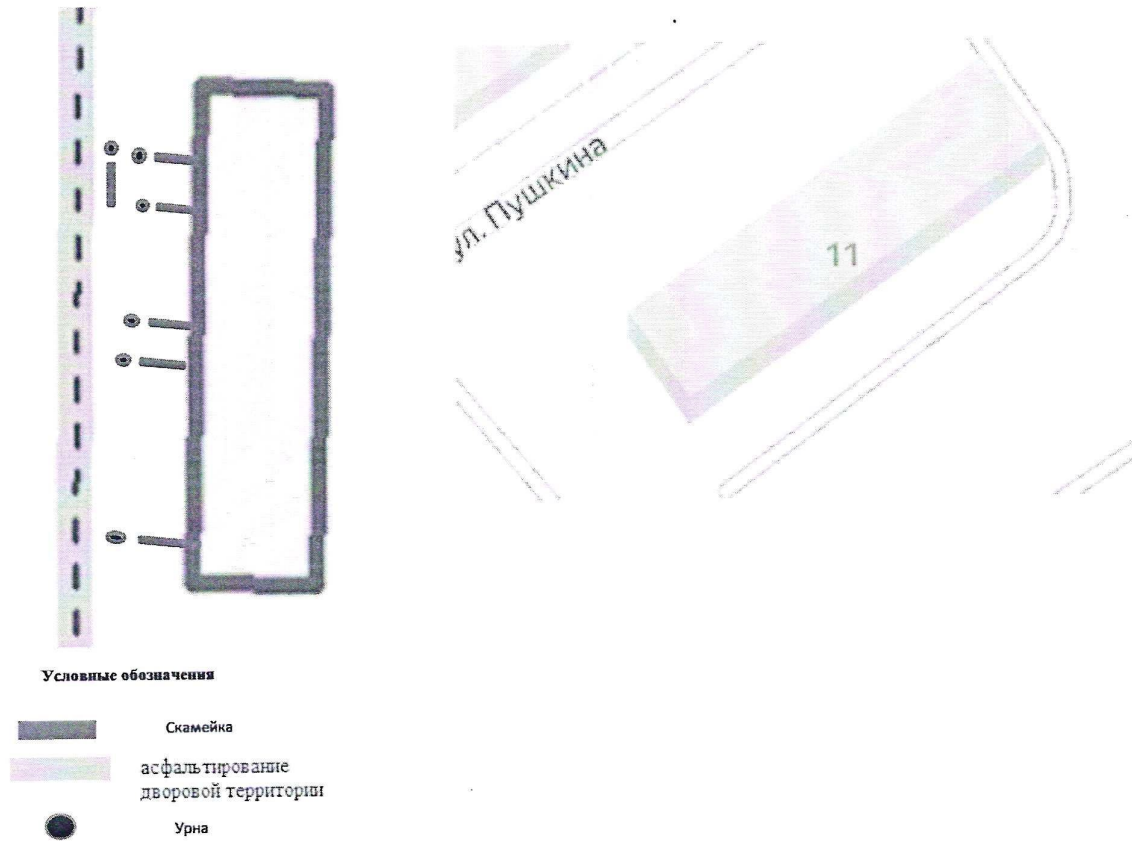 ул. Пушкина
11
Условные обозначения
Скамейка
асфальтирование
дворовой территории
Урна